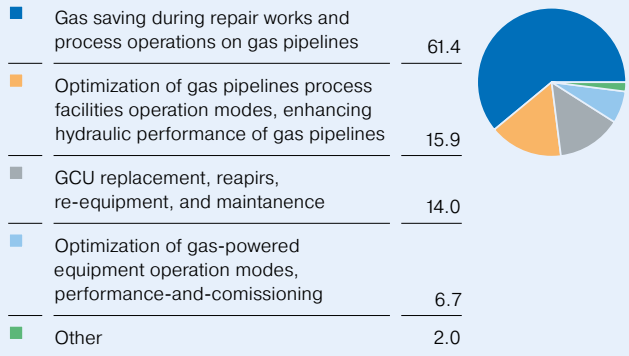 Gas saving during repair works and
process operations on gas pipelines 61.4
Optimization of gas pipelines process
facilities operation modes, enhancing
hydraulic performance of gas pipelines 15.9
GCU replacement, reapirs,
re-equipment, and maintanence 14.0
Optimization of gas-powered
equipment operation modes,
performance-and-comissioning 6.7
Other 2.0